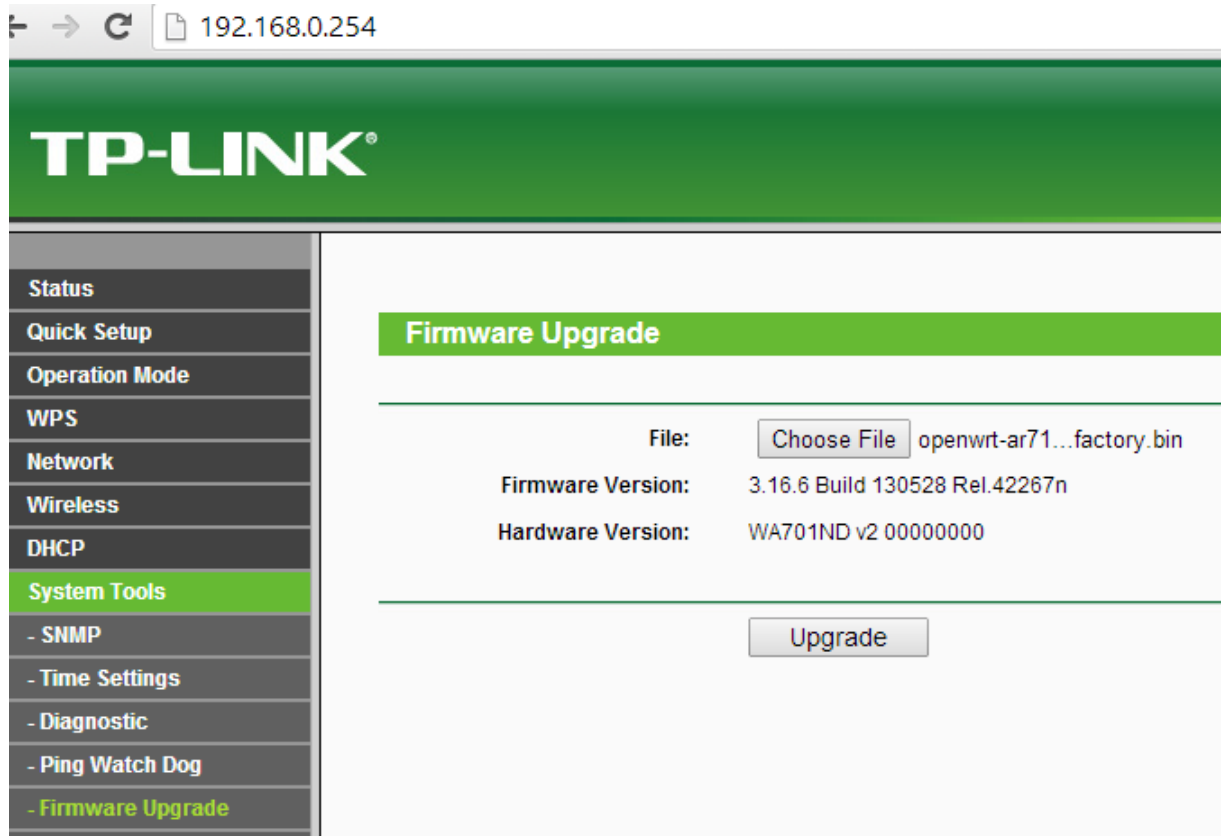 192.168.0.254
TP-LINK®
Status
Quick Setup
Operation Mode
WPS
Network
Wireless
DHCP
System Tools
- SNMP
- Time Settings
- Diagnostic
- Ping Watch Dog
- Firmware Upgrade
Firmware Upgrade
File: Choose File openwrt-ar71...factory.bin
Firmware Version: 3.16.6 Build 130528 Rel.42267n
Hardware Version: WA701ND v2 00000000
Upgrade